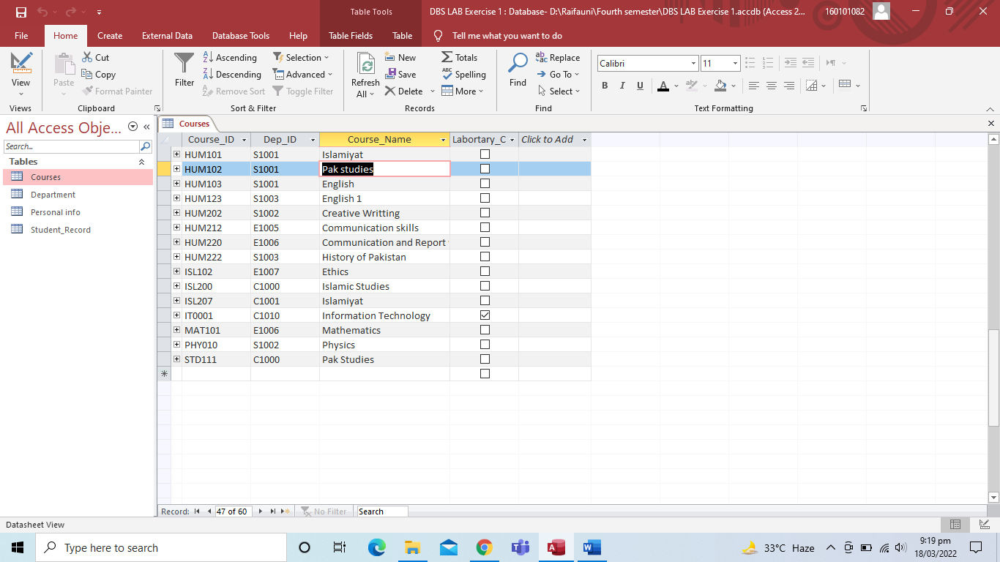 Table Tools
DBS LAB Exercise 1 : Database- D:\Raifauni\Fourth semester\DBS LAB Exercise 1.accdb (Access 2...
160101082
File Home Create External Data Database Tools Help Table Fields Table Tell me what you want to do
View
Views
Paste
Cut
Copy
Format Painter
Clipboard
Filter
Ascending
Descending
Remove Sort
Selection
Advanced
Toggle Filter
Sort & Filter
Refresh
All
New
Save
Delete
Totals
Spelling
More
Records
Find
Replace
Go To
Select
Find
Calibri
11
B I U A
Text Formatting
All Access Obje...
Search...
Tables
Courses
Department
Personal info
Student_Record
Courses
Course_ID Dep_ID Course_Name Labortary_C Click to Add
HUM101 S1001 Islamiyat
HUM102 S1001 Pak studies
HUM103 S1001 English
HUM123 S1003 English 1
HUM202 S1002 Creative Writting
HUM212 E1005 Communication skills
HUM220 E1006 Communication and Report
HUM222 S1003 History of Pakistan
ISL102 E1007 Ethics
ISL200 C1000 Islamic Studies
ISL207 C1001 Islamiyat
IT0001 C1010 Information Technology
MAT101 E1006 Mathematics
PHY010 S1002 Physics
STD111 C1000 Pak Studies
Record: 47 of 60 No Filter Search
Datasheet View
Type here to search
33°C Haze
9:19 pm
18/03/2022